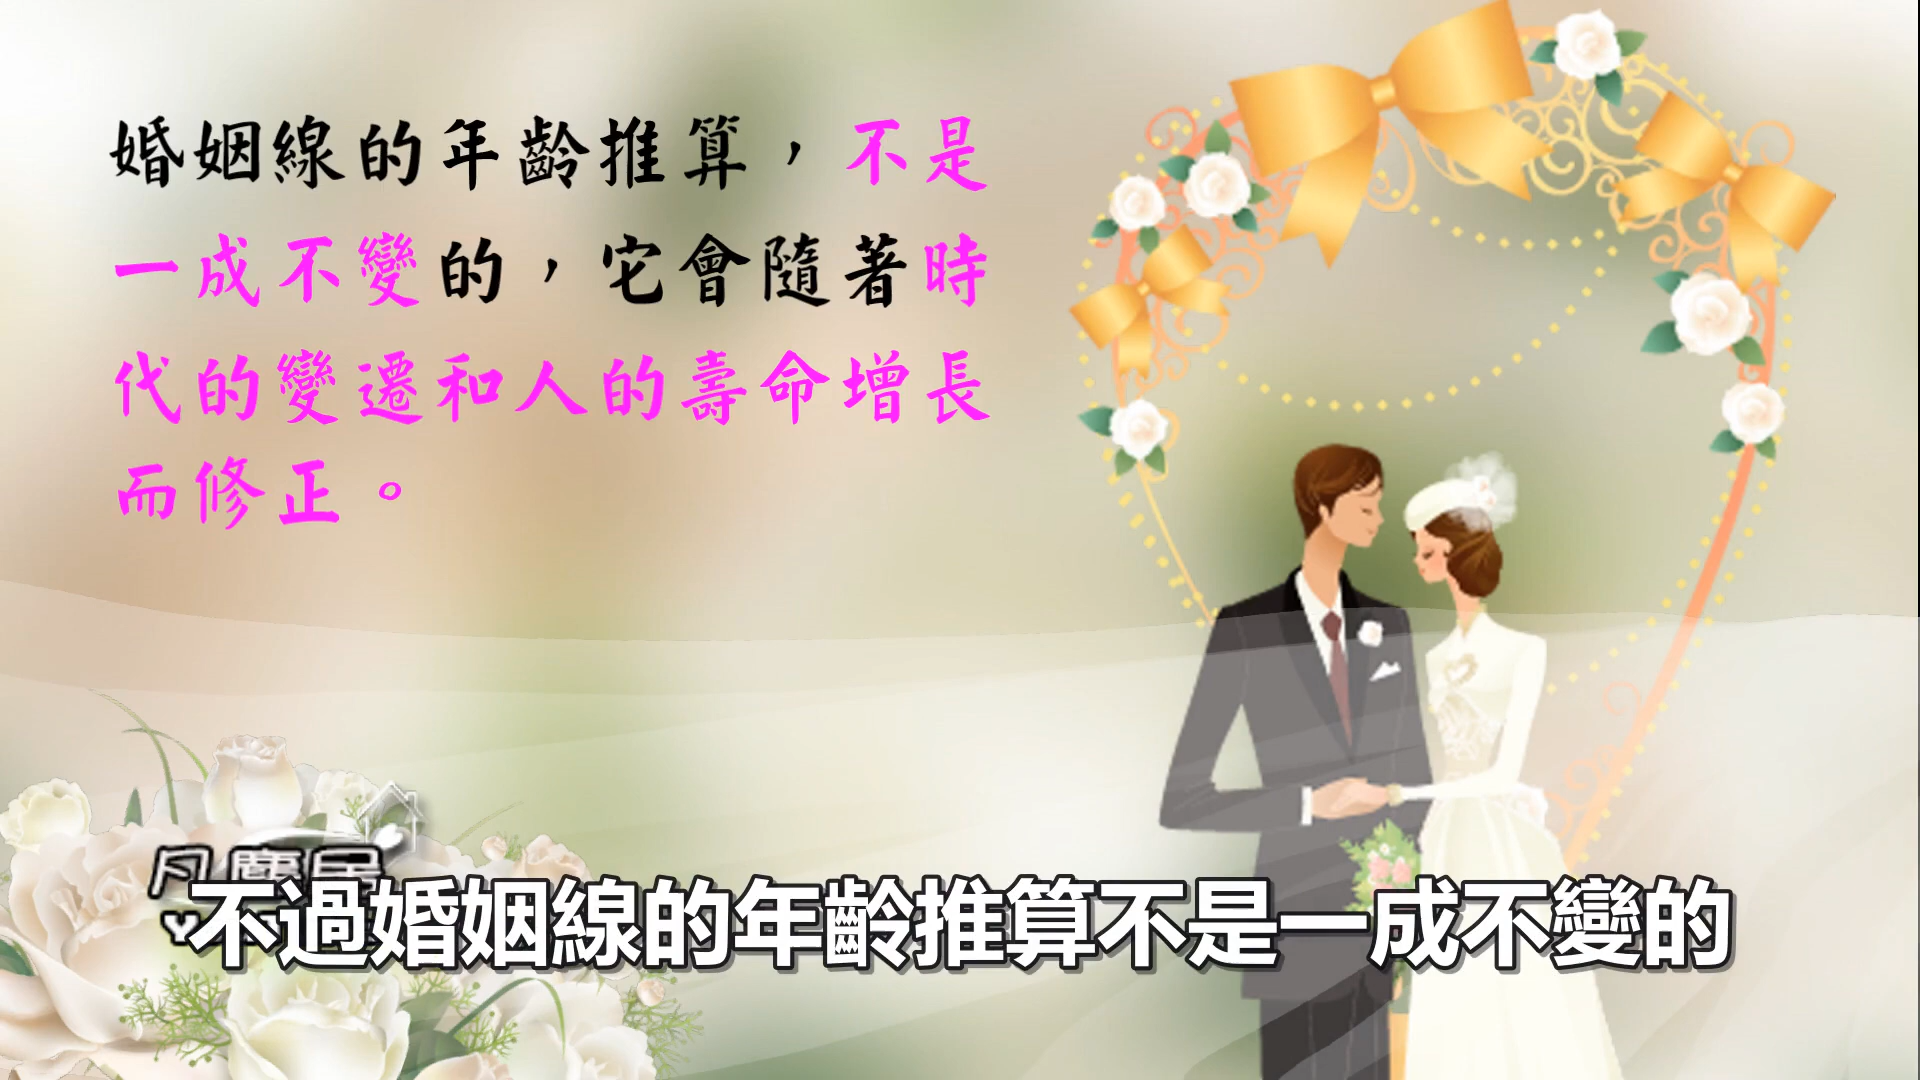 婚姻線的年齡推算，不是
一成不變的，它會隨著時
代的變遷和人的壽命增長
而修正。
不過婚姻線的年齡推算不是一成不變的